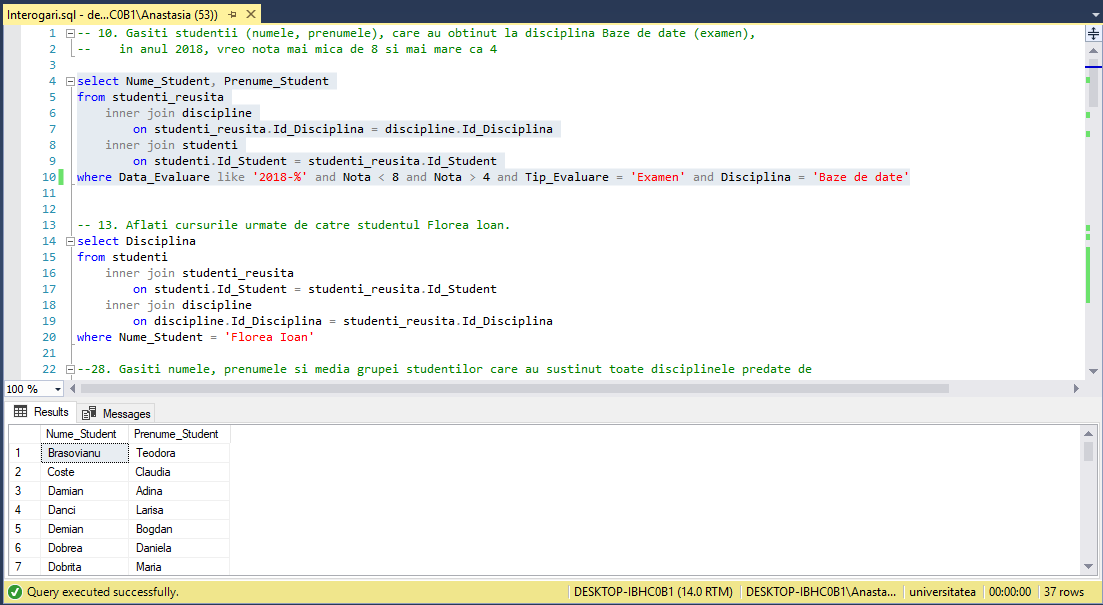 Interogari.sql - de...C0B1\Anastasia (53))
1 -- 10. Gasiti studentii (numele, prenumele), care au obtinut la disciplina Baze de date (examen),
2 -- in anul 2018, vreo nota mai mica de 8 si mai mare ca 4
3
4 select Nume_Student, Prenume_Student
5 from studenti_reusita
6 inner join discipline
7 on studenti_reusita.Id_Disciplina = discipline.Id_Disciplina
8 inner join studenti
9 on studenti.Id_Student = studenti_reusita.Id_Student
10 where Data_Evaluare like '2018-%' and Nota < 8 and Nota > 4 and Tip_Evaluare = 'Examen' and Disciplina = 'Baze de date'
11
12
13 -- 13. Aflati cursurile urmate de catre studentul Florea loan.
14 select Disciplina
15 from studenti
16 inner join studenti_reusita
17 on studenti.Id_Student = studenti_reusita.Id_Student
18 inner join discipline
19 on discipline.Id_Disciplina = studenti_reusita.Id_Disciplina
20 where Nume_Student = 'Florea Ioan'
21
22 --28. Gasiti numele, prenumele si media grupei studentilor care au sustinut toate disciplinele predate de
100 %
Results Messages
Nume_Student Prenume_Student
1 Brasovianu Teodora
2 Coste Claudia
3 Damian Adina
4 Danci Larisa
5 Demian Bogdan
6 Dobrea Daniela
7 Dobrita Maria
Query executed successfully. DESKTOP-IBHC0B1 (14.0 RTM) DESKTOP-IBHC0B1\Anasta... universitatea 00:00:00 37 rows